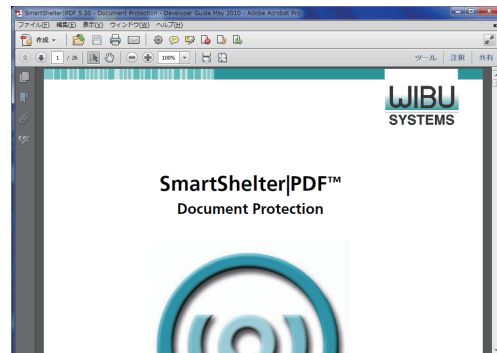 SmartShelter|PDF 5.30 - Document Protection - Developer Guide May 2010 - Adobe Acrobat Pro
ファイル(F) 編集(E) 表示(V) ウィンドウ(W) ヘルプ(H)
作成
1 / 26 100% ツール 注釈 共有
WIBU
SYSTEMS
SmartShelter|PDF™
Document Protection